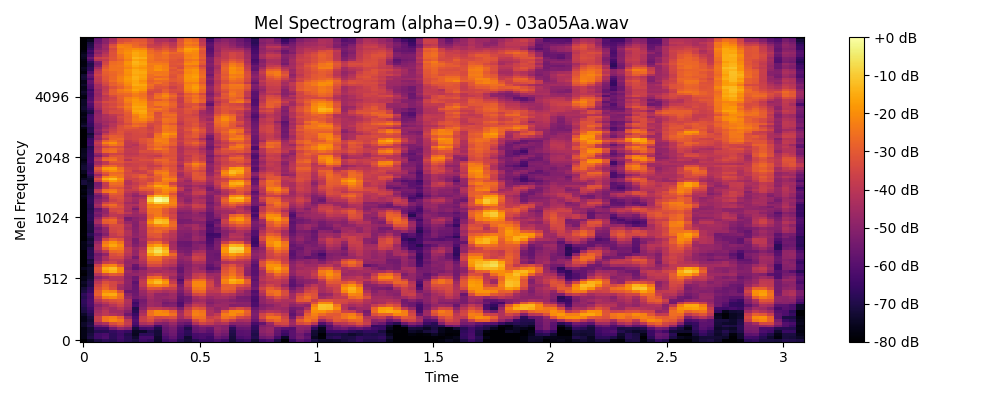 Mel Spectrogram (alpha=0.9) - 03a05Aa.wav
Mel Frequency
4096
2048
1024
512
0
0
0.5
1
1.5
2
2.5
3
Time
+0 dB
-10 dB
-20 dB
-30 dB
-40 dB
-50 dB
-60 dB
-70 dB
-80 dB